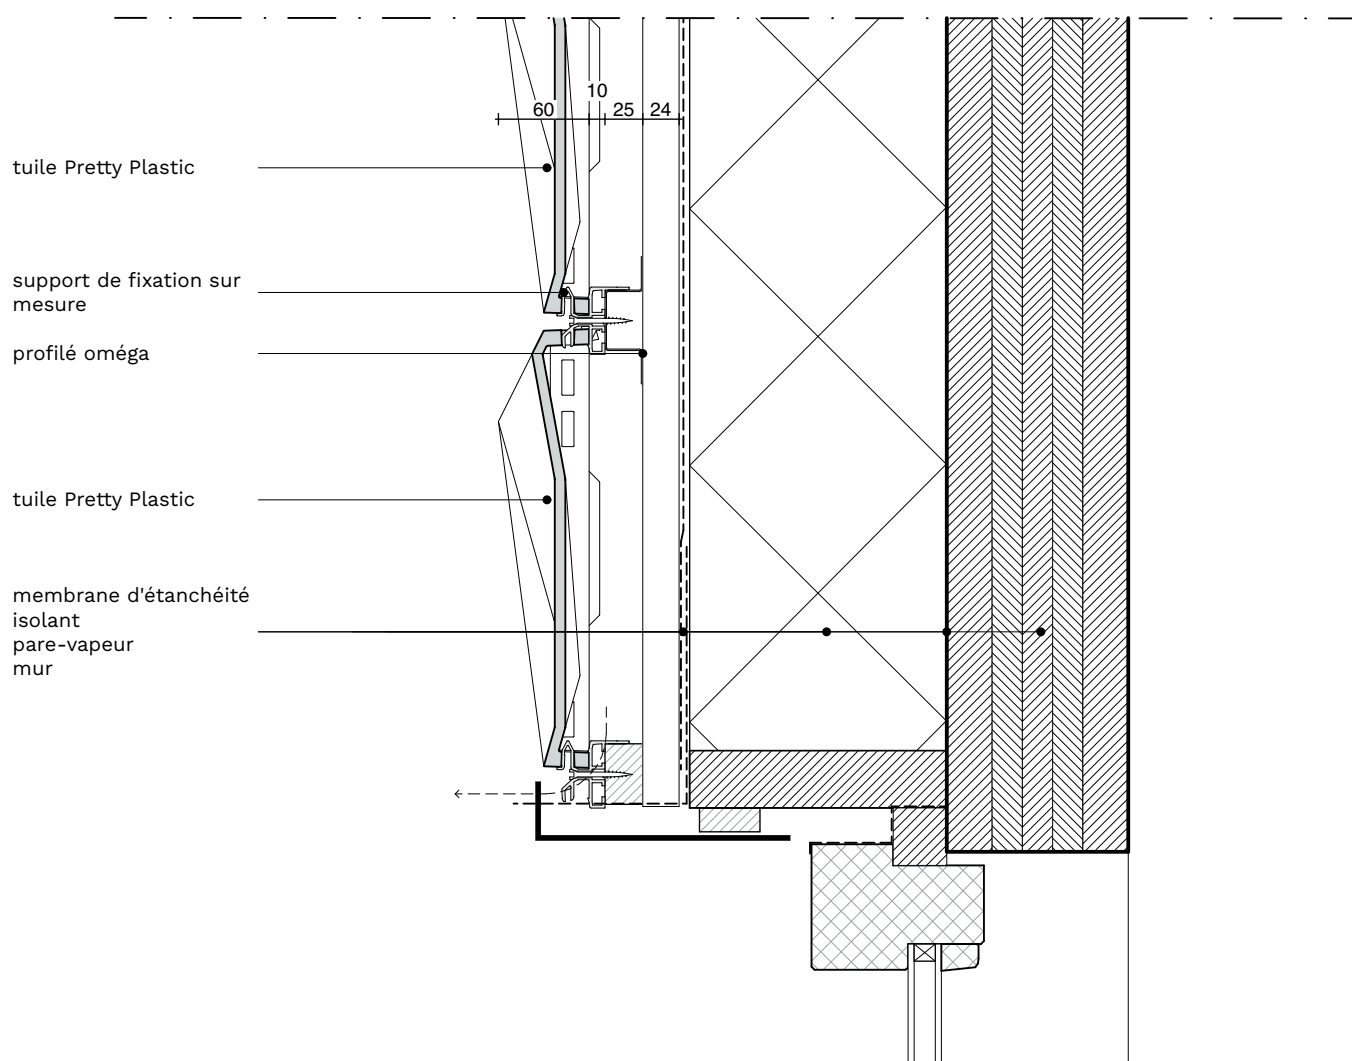 10
60 25 24
tuile Pretty Plastic
support de fixation sur
mesure
profilé oméga
tuile Pretty Plastic
membrane d'étanchéité
isolant
pare-vapeur
mur